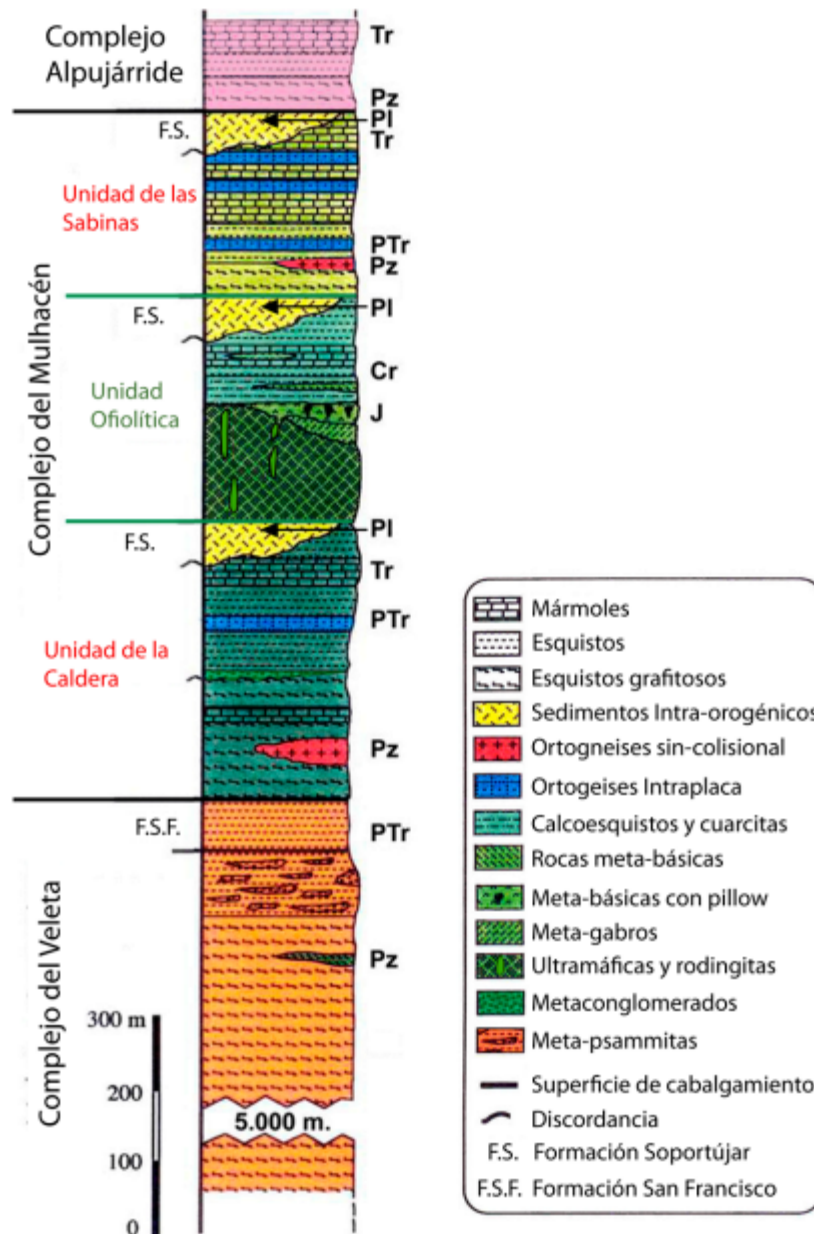 Complejo
Alpujárride
Tr
Pz
Pl
F.S.
Tr
Unidad de las
Sabinas
PTr
Pz
Complejo del Mulhacén
F.S.
Pl
Cr
Unidad
Ofiolítica
J
F.S.
Pl
Tr
PTr
Unidad de la
Caldera
Pz
F.S.F.
PTr
Complejo del Veleta
Pz
300 m
200
5.000 m.
100
0
Mármoles
Esquistos
Esquistos grafitosos
Sedimentos Intra-orogénicos
Ortogneises sin-colisional
Ortogeises Intraplaca
Calcoesquistos y cuarcitas
Rocas meta-básicas
Meta-básicas con pillow
Meta-gabros
Ultramáficas y rodingitas
Metaconglomerados
Meta-psammitas
Superficie de cabalgamiento
Discordancia
F.S. Formación Soportújar
F.S.F. Formación San Francisco